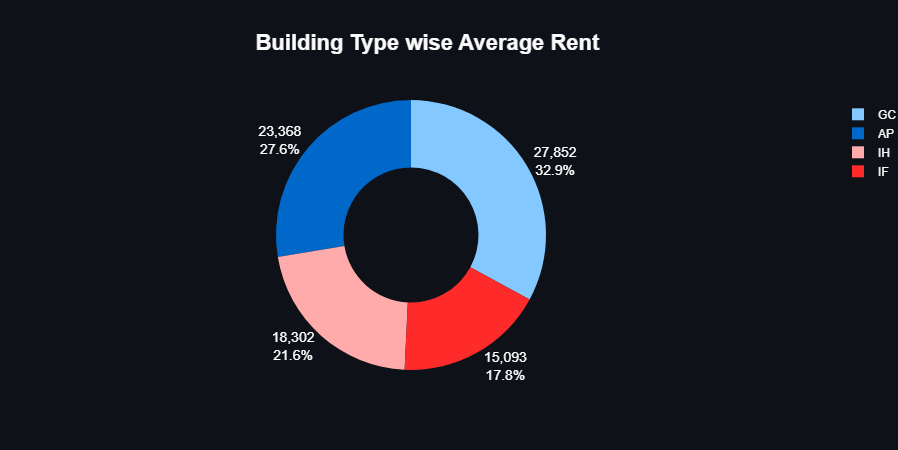 Building Type wise Average Rent
23,368
27.6%
27,852
32.9%
18,302
21.6%
15,093
17.8%
GC
AP
IH
IF